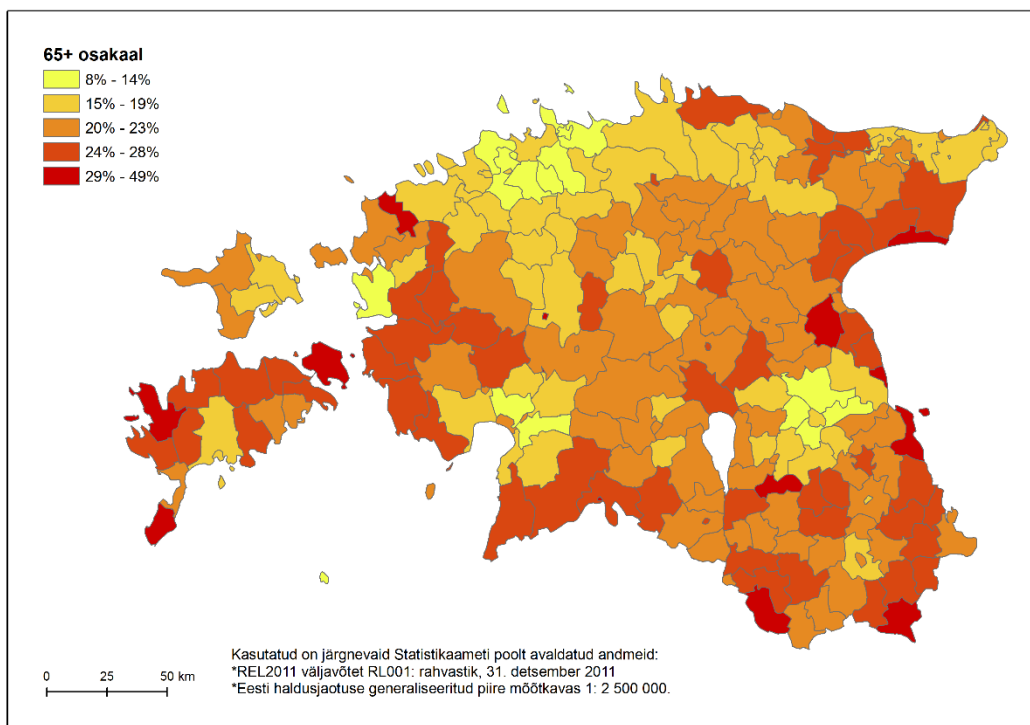 65+ osakaal
8% - 14%
15% - 19%
20% - 23%
24% - 28%
29% - 49%
Kasutatud on järgnevaid Statistikaameti poolt avaldatud andmeid:
*REL2011 väljavõtet RL001: rahvastik, 31. detsember 2011
*Eesti haldusjaotuse generaliseeritud piire mõõtkavas 1: 2 500 000.
0 25 50 km